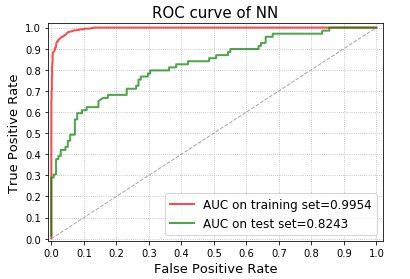 ROC curve of NN
1.0
0.9
0.8
0.7
0.6
0.5
0.4
0.3
0.2
0.1
0.0
True Positive Rate
AUC on training set=0.9954
AUC on test set=0.8243
0.0 0.1 0.2 0.3 0.4 0.5 0.6 0.7 0.8 0.9 1.0
False Positive Rate